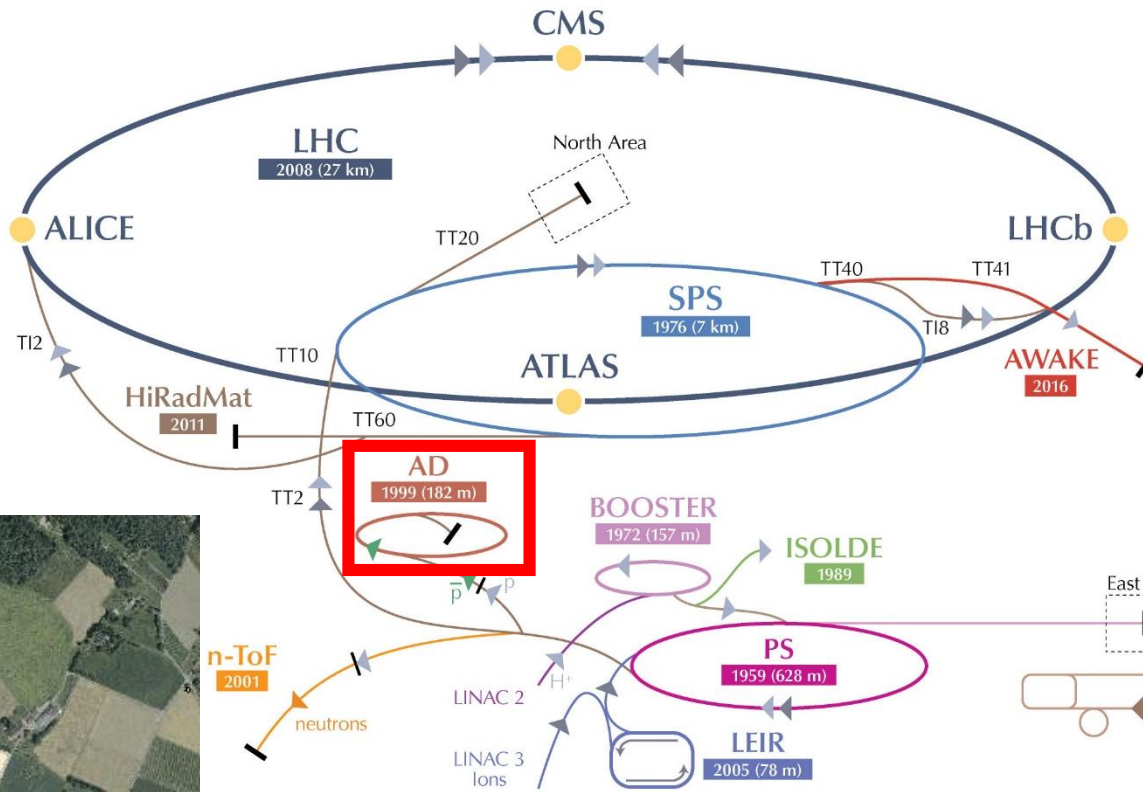 CMS
LHC
2008 (27 km)
North Area
ALICE
TT20
LHCb
TT40
TT41
SPS
1976 (7 km)
TI8
TI2
TT10
ATLAS
AWAKE
2016
HiRadMat
2011
TT60
AD
1999 (182 m)
TT2
BOOSTER
1972 (157 m)
ISOLDE
1989
p̄
p
East
n-ToF
2001
PS
1959 (628 m)
LINAC 2
H⁺
neutrons
LINAC 3
Ions
LEIR
2005 (78 m)